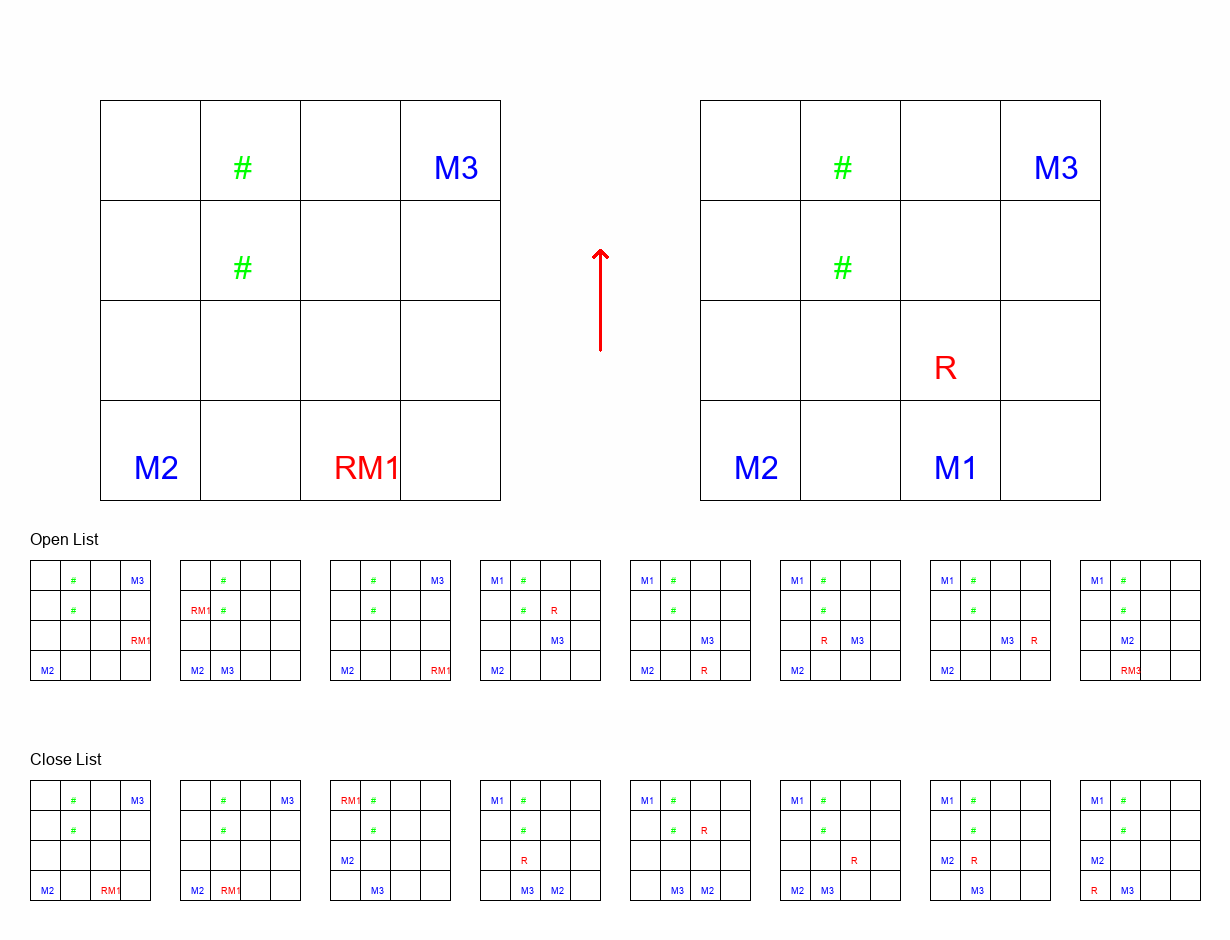 # M3 # M3
# #
R
M2 RM1 M2 M1
Open List
# M3 # # M3 M1 # M1 # M1 # M1 # M1 #
# RM1 # # # R # # # #
RM1 M3 M3 R M3 M3 R M2
M2 M2 M3 M2 RM1 M2 M2 R M2 M2 RM3
Close List
# M3 # M3 RM1 # M1 # M1 # M1 # M1 # M1 #
# # # # # R # # #
M2 R R M2 R M2
M2 RM1 M2 RM1 M3 M3 M2 M3 M2 M2 M3 M3 R M3